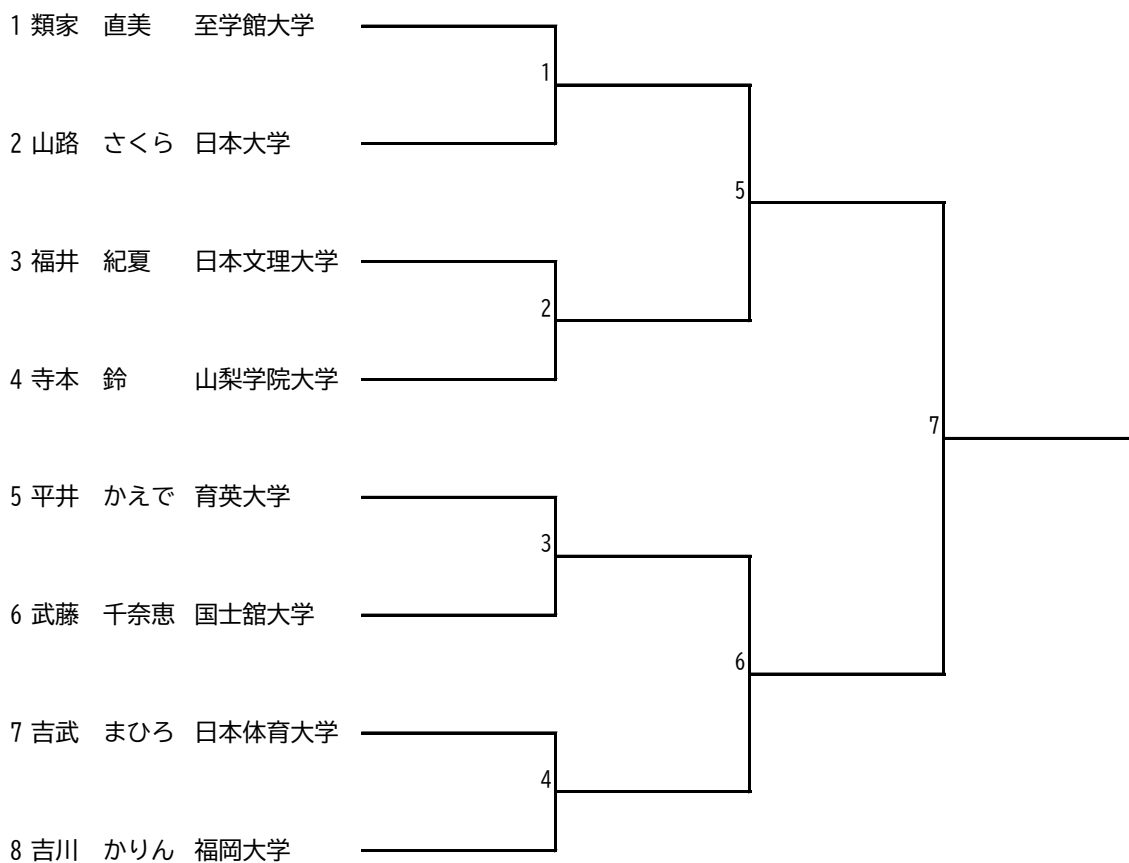 1 類家 直美 至学館大学
1
2 山路 さくら 日本大学
5
3 福井 紀夏 日本文理大学
2
4 寺本 鈴 山梨学院大学
7
5 平井 かえで 育英大学
3
6 武藤 千奈恵 国士舘大学
6
7 吉武 まひろ 日本体育大学
4
8 吉川 かりん 福岡大学